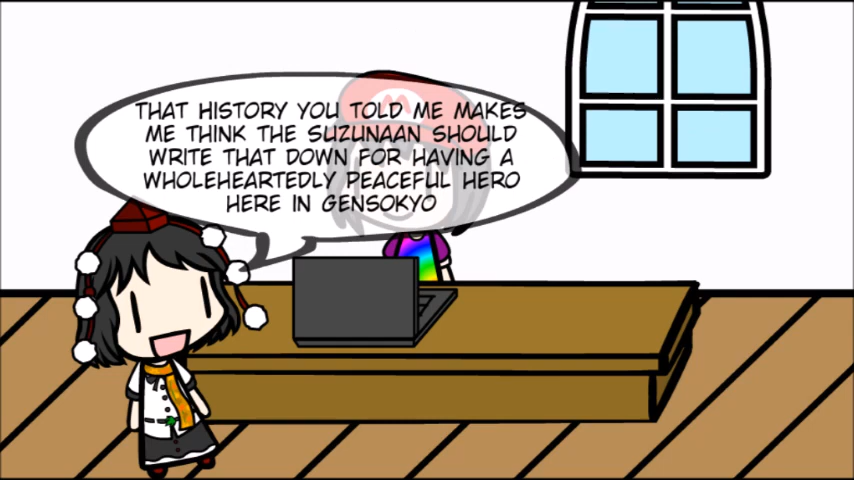 THAT HISTORY YOU TOLD ME MAKES
ME THINK THE SUZUNAAN SHOULD
WRITE THAT DOWN FOR HAVING A
WHOLEHEARTEDLY PEACEFUL HERO
HERE IN GENSOKYO
M